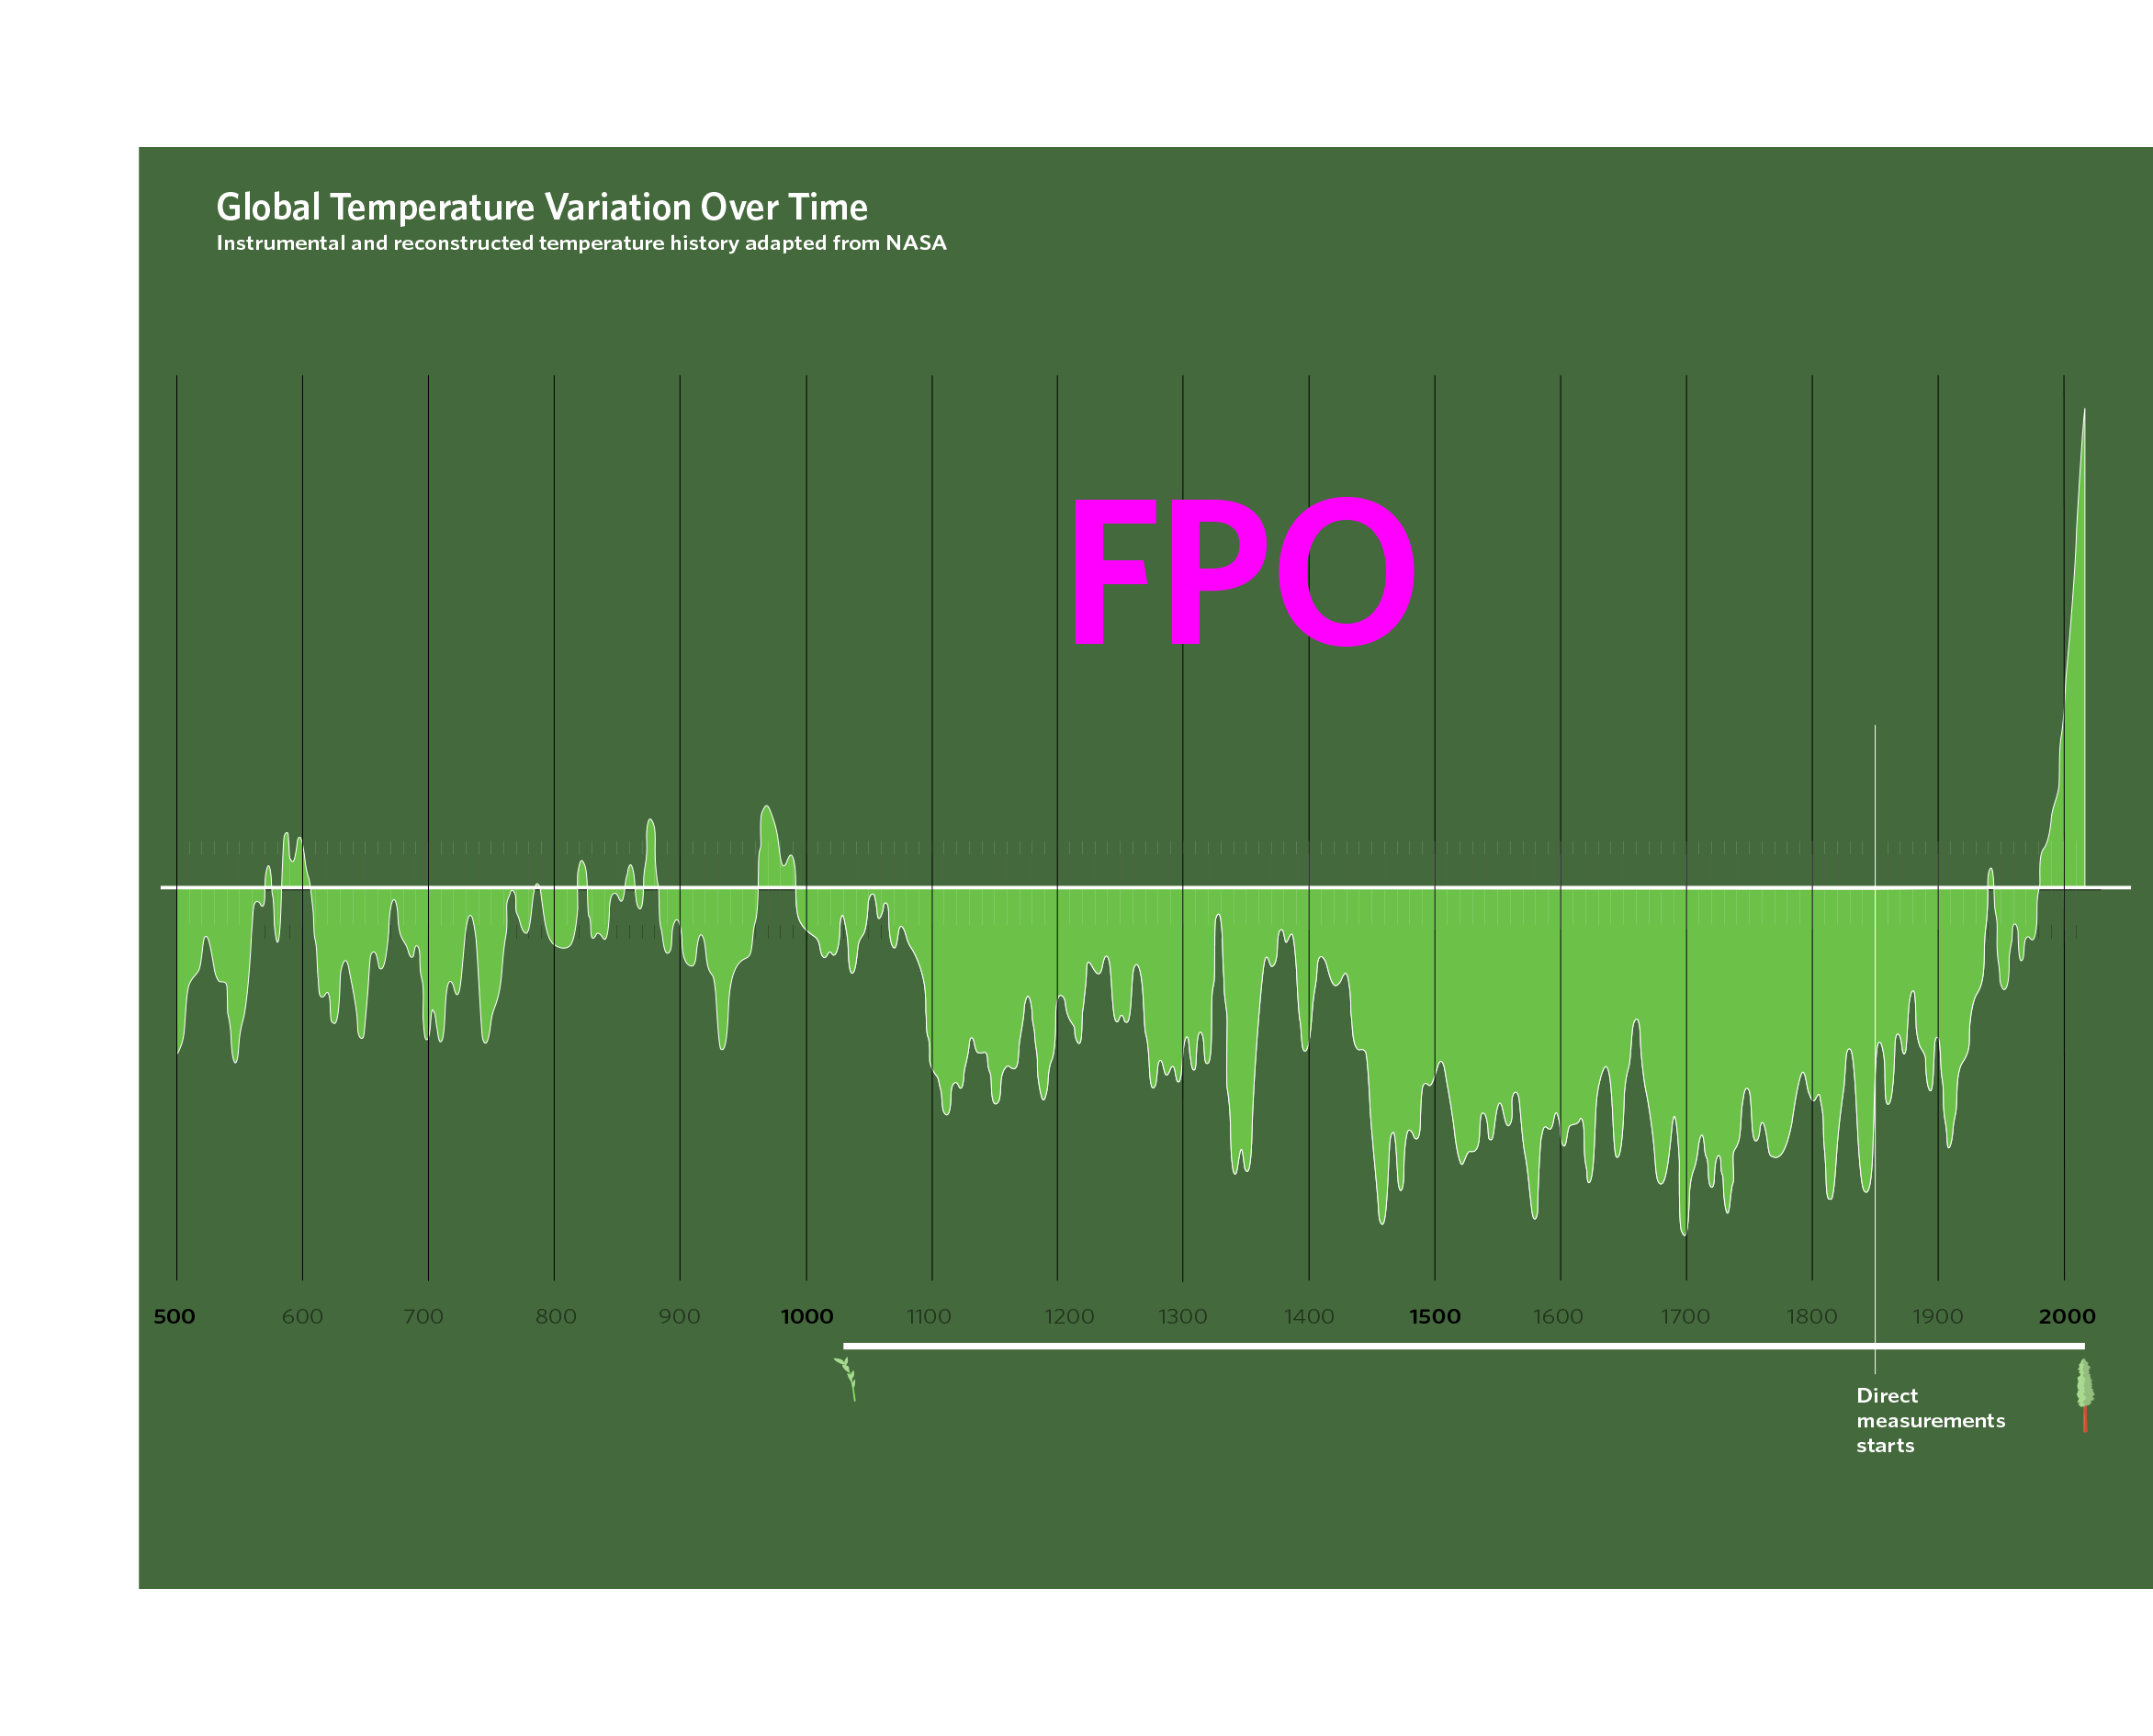 Global Temperature Variation Over Time
Instrumental and reconstructed temperature history adapted from NASA
FPO
500 600 700 800 900 1000 1100 1200 1300 1400 1500 1600 1700 1800 1900 2000
Direct
measurements
starts